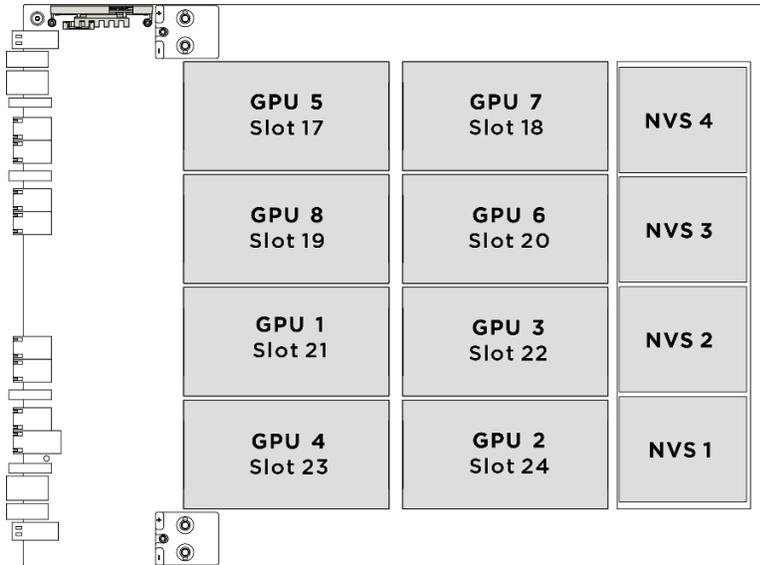 GPU 5
Slot 17
GPU 7
Slot 18
NVS 4
GPU 8
Slot 19
GPU 6
Slot 20
NVS 3
GPU 1
Slot 21
GPU 3
Slot 22
NVS 2
GPU 4
Slot 23
GPU 2
Slot 24
NVS 1